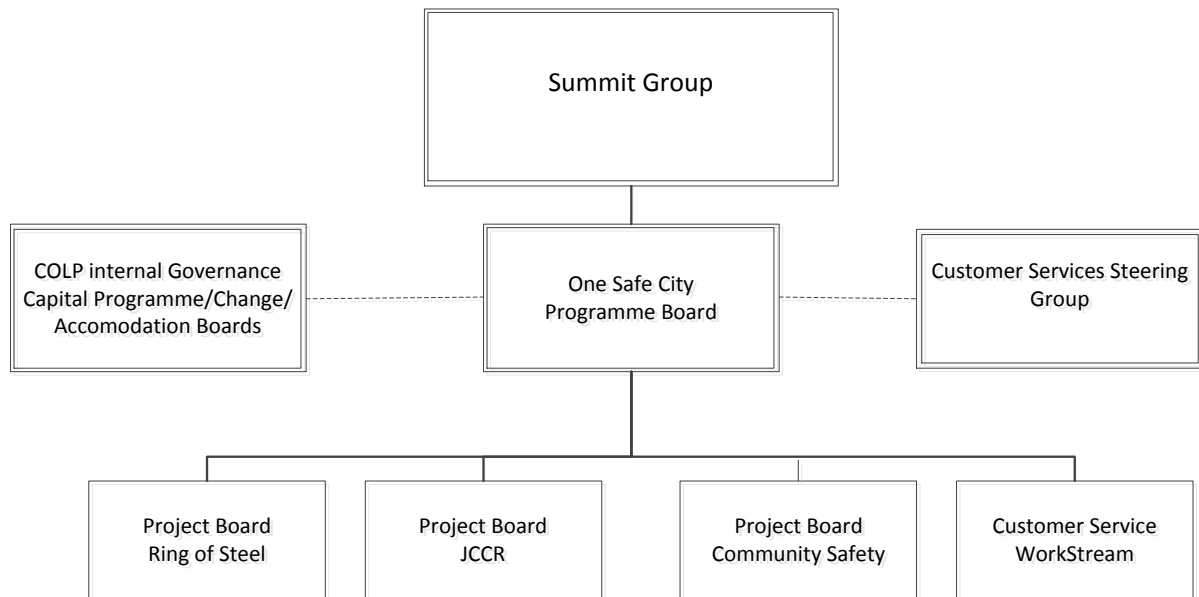 Summit Group
COLP internal Governance
Capital Programme/Change/
Accomodation Boards
One Safe City
Programme Board
Customer Services Steering
Group
Project Board
Ring of Steel
Project Board
JCCR
Project Board
Community Safety
Customer Service
WorkStream